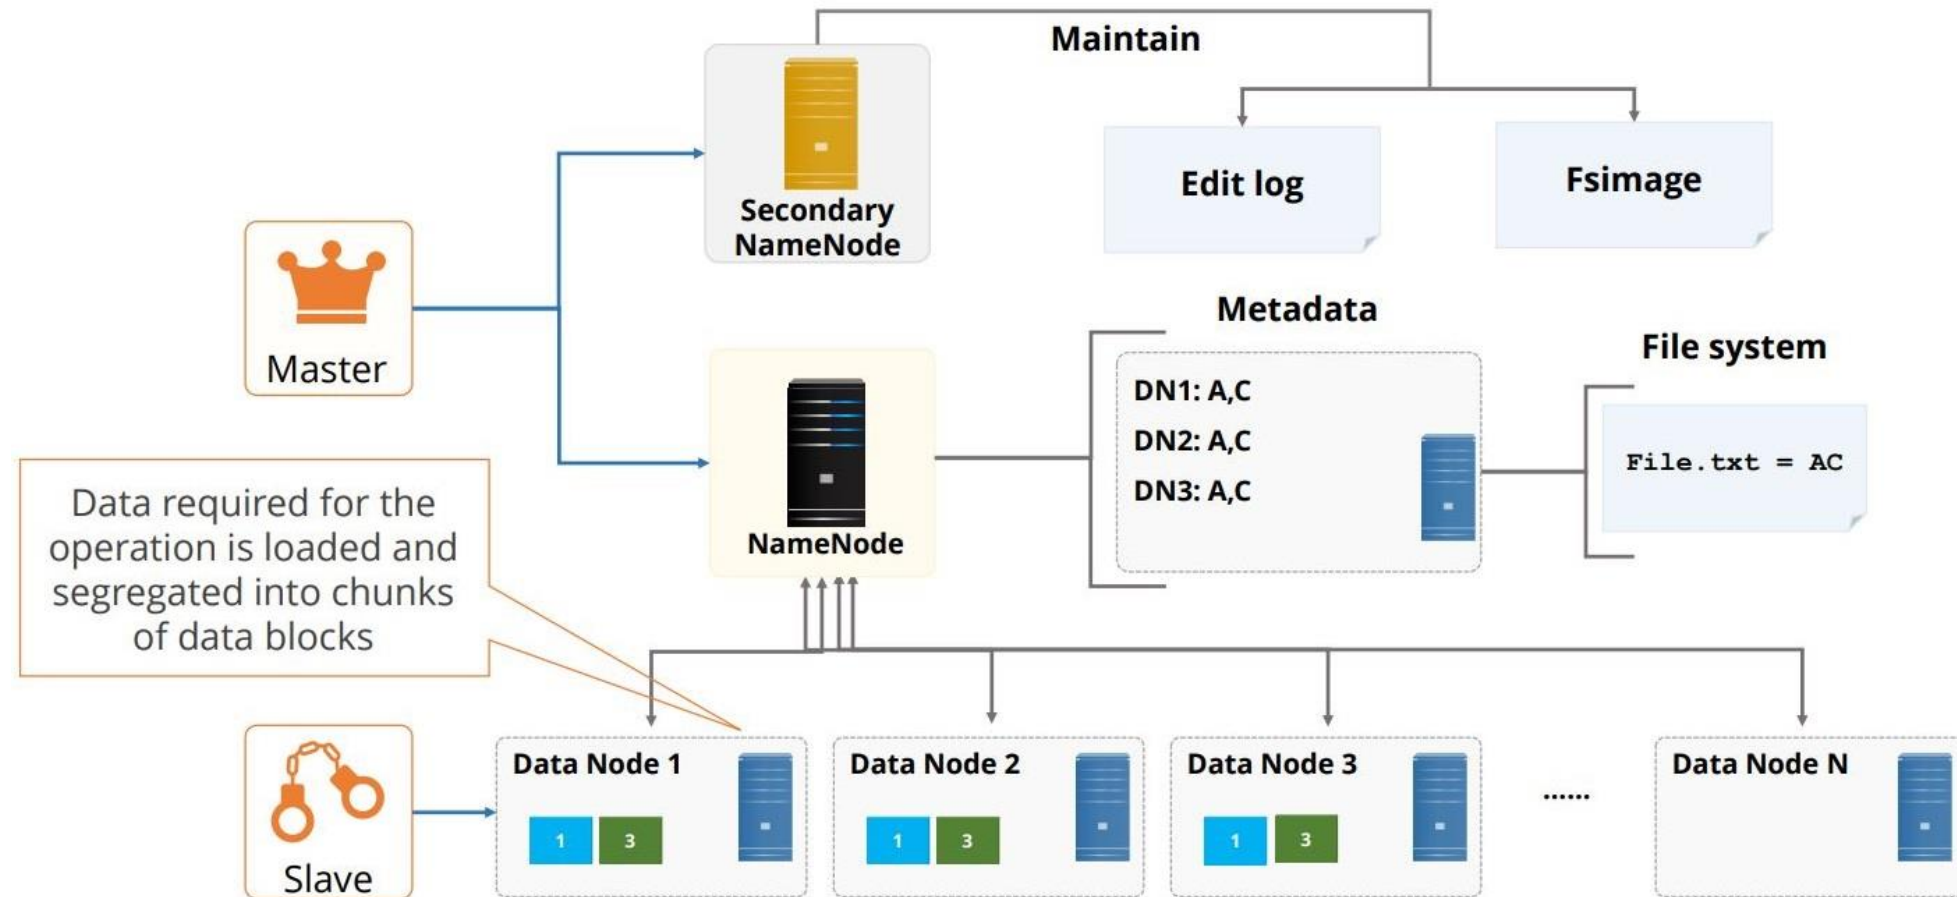 Maintain
Edit log
Fsimage
Secondary
NameNode
Master
Metadata
DN1: A,C
DN2: A,C
DN3: A,C
File system
File.txt = AC
NameNode
Data required for the
operation is loaded and
segregated into chunks
of data blocks
Slave
Data Node 1
1 3
Data Node 2
1 3
Data Node 3
1 3
......
Data Node N